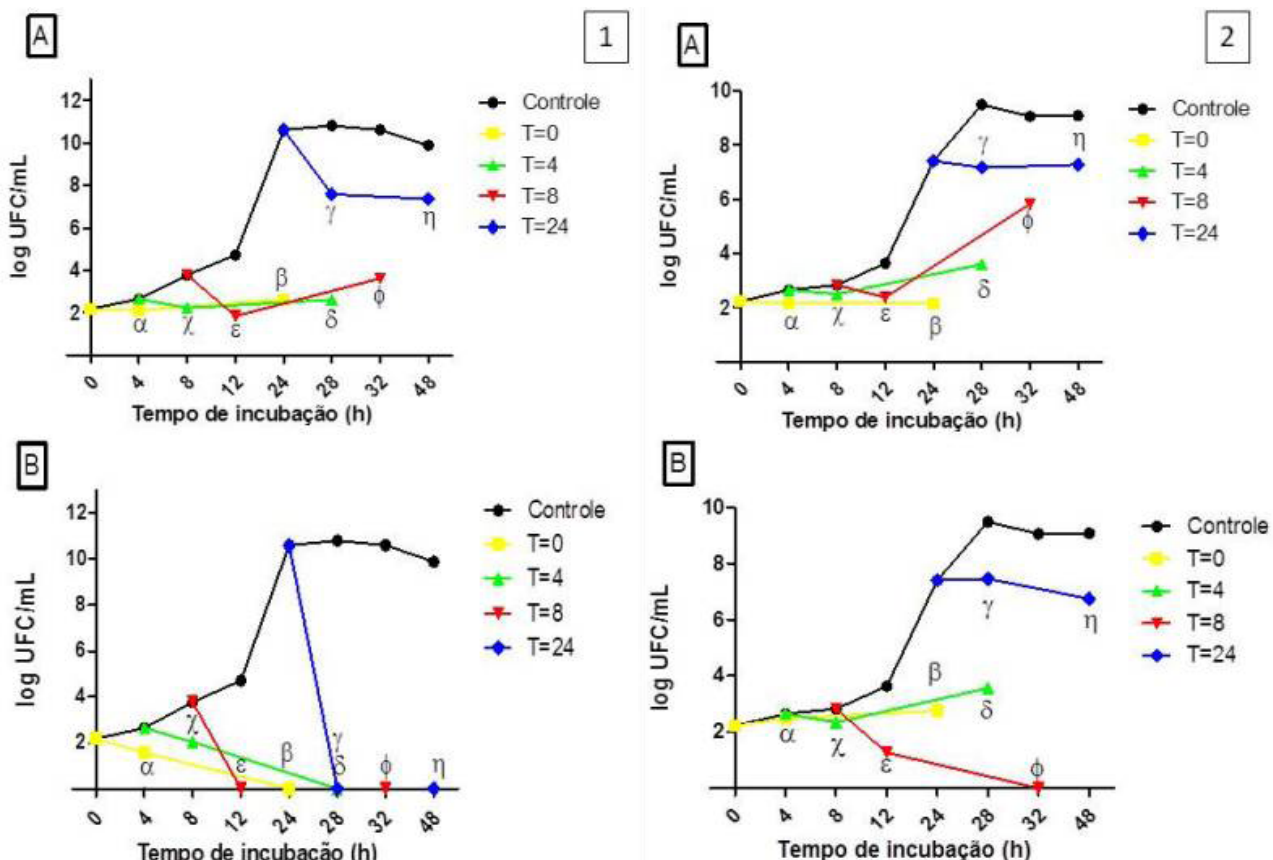 A
1
12
10
8
6
4
2
log UFC/mL
Controle
T=0
T=4
T=8
T=24
γ
η
β
ϕ
α
χ
ε
δ
0
4
8
12
24
28
32
48
Tempo de incubação (h)
A
2
10
8
6
4
2
log UFC/mL
Controle
T=0
T=4
T=8
T=24
γ
η
ϕ
δ
α
χ
ε
β
0
4
8
12
24
28
32
48
Tempo de incubação (h)
B
12
10
8
6
4
2
log UFC/mL
Controle
T=0
T=4
T=8
T=24
χ
α
ε
β
γ
δ
ϕ
η
0
4
8
12
24
28
32
48
Tempo de incubação (h)
B
10
8
6
4
2
log UFC/mL
Controle
T=0
T=4
T=8
T=24
γ
η
β
δ
α
χ
ε
ϕ
0
4
8
12
24
28
32
48
Tempo de incubação (h)